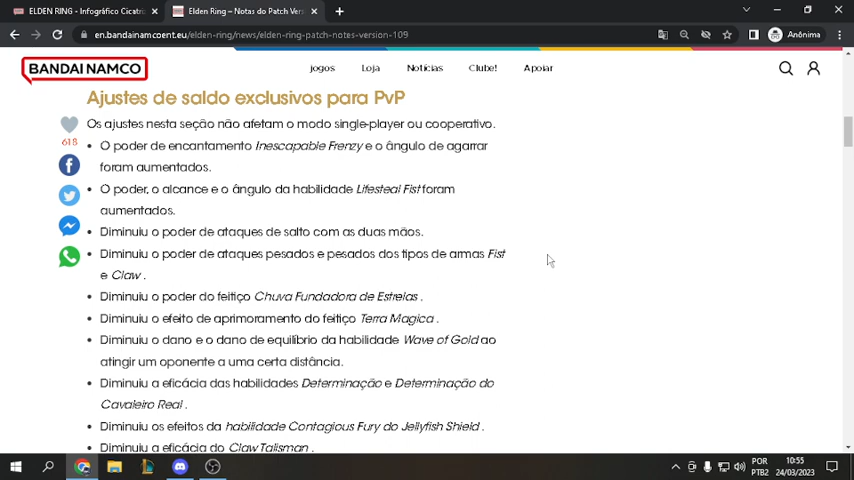 ELDEN RING - Infográfico Cicatri
Elden Ring – Notas do Patch Versi
en.bandainamcoent.eu/elden-ring/news/elden-ring-patch-notes-version-109
Anônima
BANDAI NAMCO
jogos
Loja
Notícias
Clube!
Apoiar
Ajustes de saldo exclusivos para PvP
Os ajustes nesta seção não afetam o modo single-player ou cooperativo.
618
• O poder de encantamento Inescapable Frenzy e o ângulo de agarrar
foram aumentados.
• O poder, o alcance e o ângulo da habilidade Lifesteal Fist foram
aumentados.
• Diminuiu o poder de ataques de salto com as duas mãos.
• Diminuiu o poder de ataques pesados e pesados dos tipos de armas Fist
e Claw .
• Diminuiu o poder do feitiço Chuva Fundadora de Estrelas .
• Diminuiu o efeito de aprimoramento do feitiço Terra Magica .
• Diminuiu o dano e o dano de equilíbrio da habilidade Wave of Gold ao
atingir um oponente a uma certa distância.
• Diminuiu a eficácia das habilidades Determinação e Determinação do
Cavaleiro Real .
• Diminuiu os efeitos da habilidade Contagious Fury do Jellyfish Shield .
• Diminuiu a eficácia do Claw Talisman .
POR
PTB2
10:55
24/03/2023